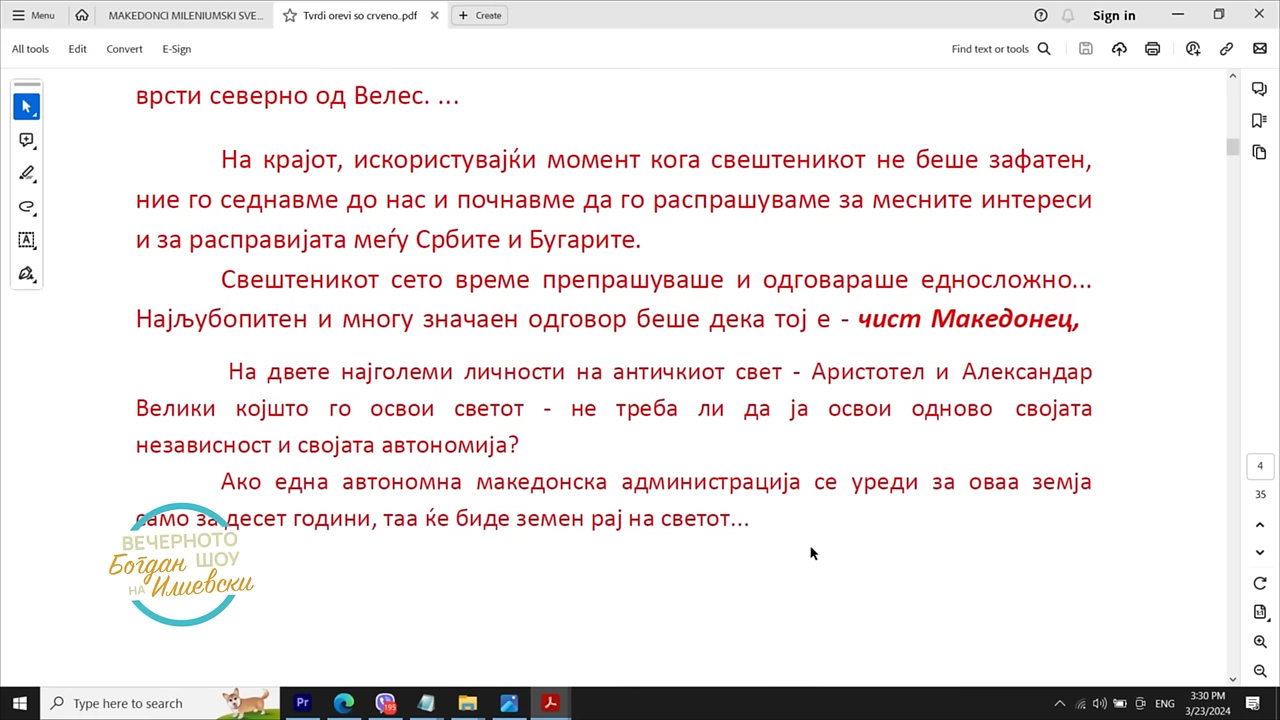 Menu
MAKEDONCI MILENIUMSKI SVE...
Tvrdi orevi so crveno..pdf
Create
Sign in
All tools
Edit
Convert
E-Sign
Find text or tools
врсти северно од Велес. ...
На крајот, искористувајќи момент кога свештеникот не беше зафатен,
ние го седнавме до нас и почнавме да го распрашуваме за месните интереси
и за расправијата меѓу Србите и Бугарите.
Свештеникот сето време препрашуваше и одговараше едносложно...
Најљубопитен и многу значаен одговор беше дека тој е - чист Македонец,
На двете најголеми личности на античкиот свет - Аристотел и Александар
Велики којшто го освои светот - не треба ли да ја освои одново својата
независност и својата автономија?
Ако една автономна македонска администрација се уреди за оваа земја
само за десет години, таа ќе биде земен рај на светот...
ВЕЧЕРНОТО
Богдан ШОУ
НА Илиевски
4
35
Type here to search
Pr
195
ENG
3:30 PM
3/23/2024